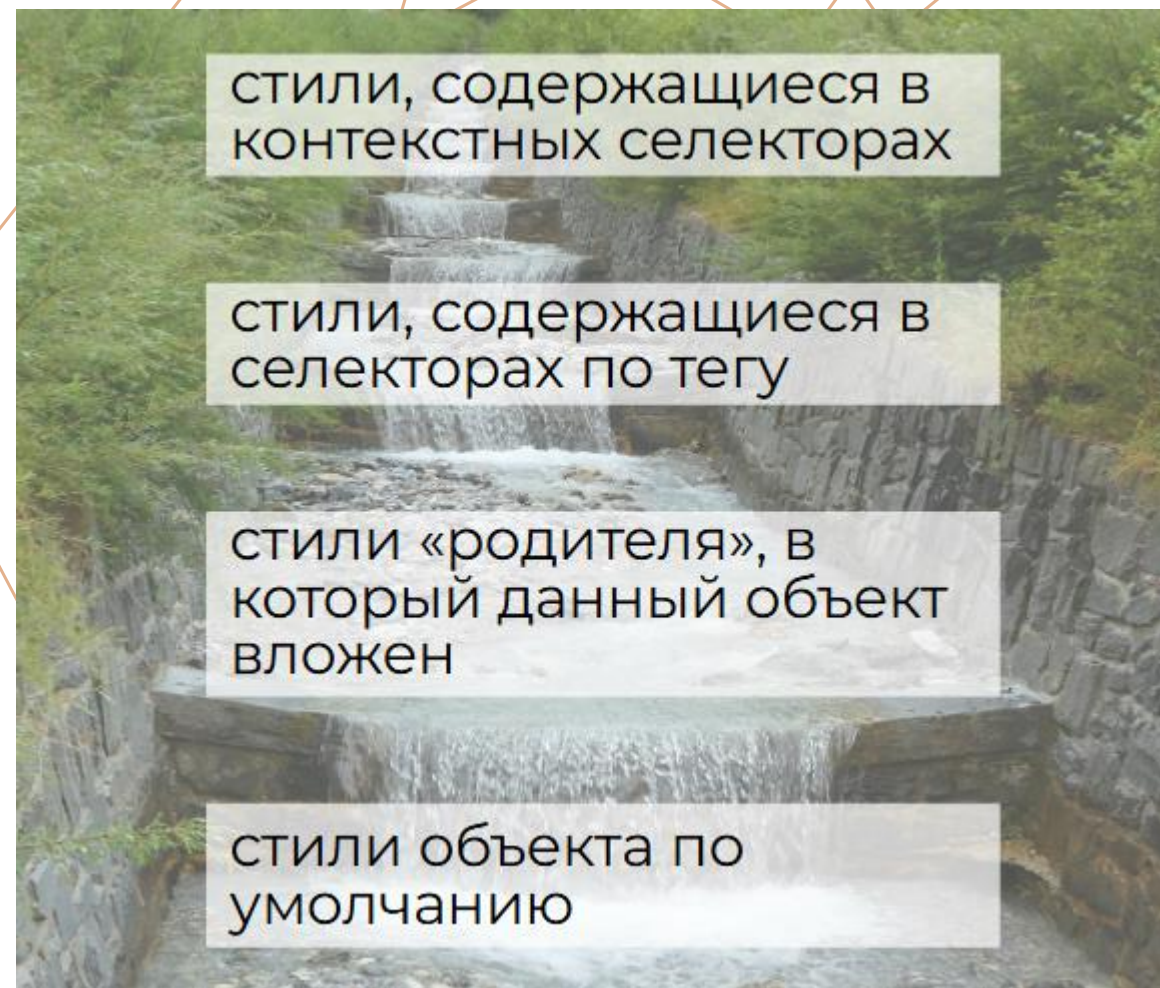 стили, содержащиеся в
контекстных селекторах
стили, содержащиеся в
селекторах по тегу
стили «родителя», в
который данный объект
вложен
стили объекта по
умолчанию